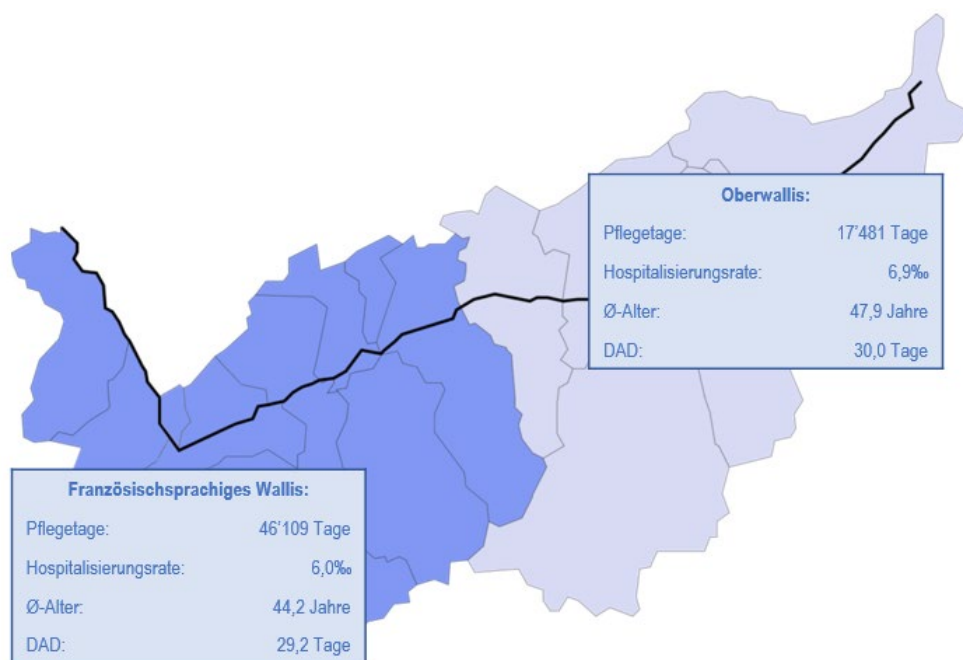 Oberwallis:
Pflegetage: 17'481 Tage
Hospitalisierungsrate: 6,9‰
Ø-Alter: 47,9 Jahre
DAD: 30,0 Tage
Französischsprachiges Wallis:
Pflegetage: 46'109 Tage
Hospitalisierungsrate: 6,0‰
Ø-Alter: 44,2 Jahre
DAD: 29,2 Tage